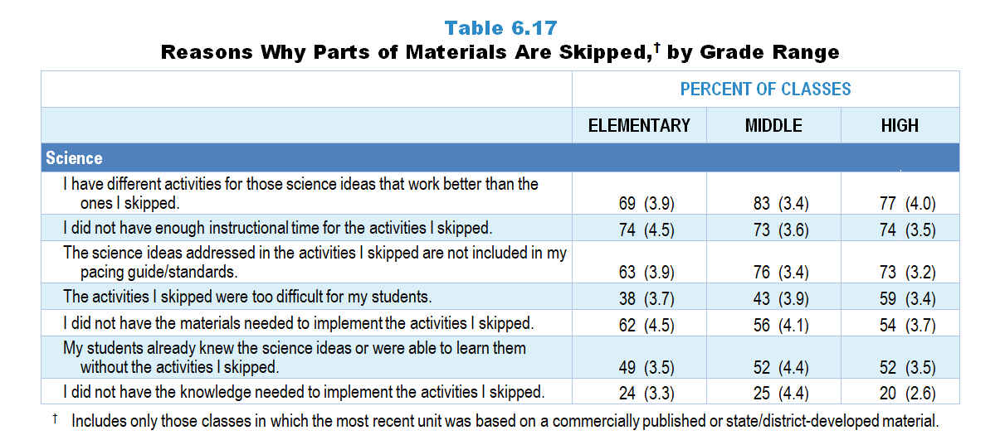 Table 6.17
Reasons Why Parts of Materials Are Skipped,† by Grade Range
PERCENT OF CLASSES
ELEMENTARY MIDDLE HIGH
Science
I have different activities for those science ideas that work better than the
ones I skipped. 69 (3.9) 83 (3.4) 77 (4.0)
I did not have enough instructional time for the activities I skipped. 74 (4.5) 73 (3.6) 74 (3.5)
The science ideas addressed in the activities I skipped are not included in my
pacing guide/standards. 63 (3.9) 76 (3.4) 73 (3.2)
The activities I skipped were too difficult for my students. 38 (3.7) 43 (3.9) 59 (3.4)
I did not have the materials needed to implement the activities I skipped. 62 (4.5) 56 (4.1) 54 (3.7)
My students already knew the science ideas or were able to learn them
without the activities I skipped. 49 (3.5) 52 (4.4) 52 (3.5)
I did not have the knowledge needed to implement the activities I skipped. 24 (3.3) 25 (4.4) 20 (2.6)
† Includes only those classes in which the most recent unit was based on a commercially published or state/district-developed material.